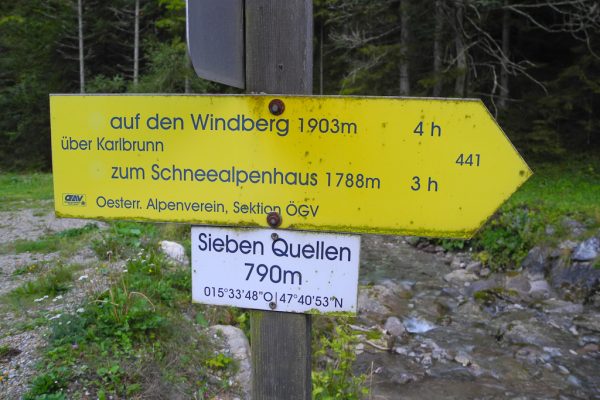 auf den Windberg 1903m 4 h
über Karlbrunn
441
zum Schneealpenhaus 1788m 3 h
Oesterr. Alpenverein, Sektion ÖGV
Sieben Quellen
790m
015°33'48"O|47°40'53"N